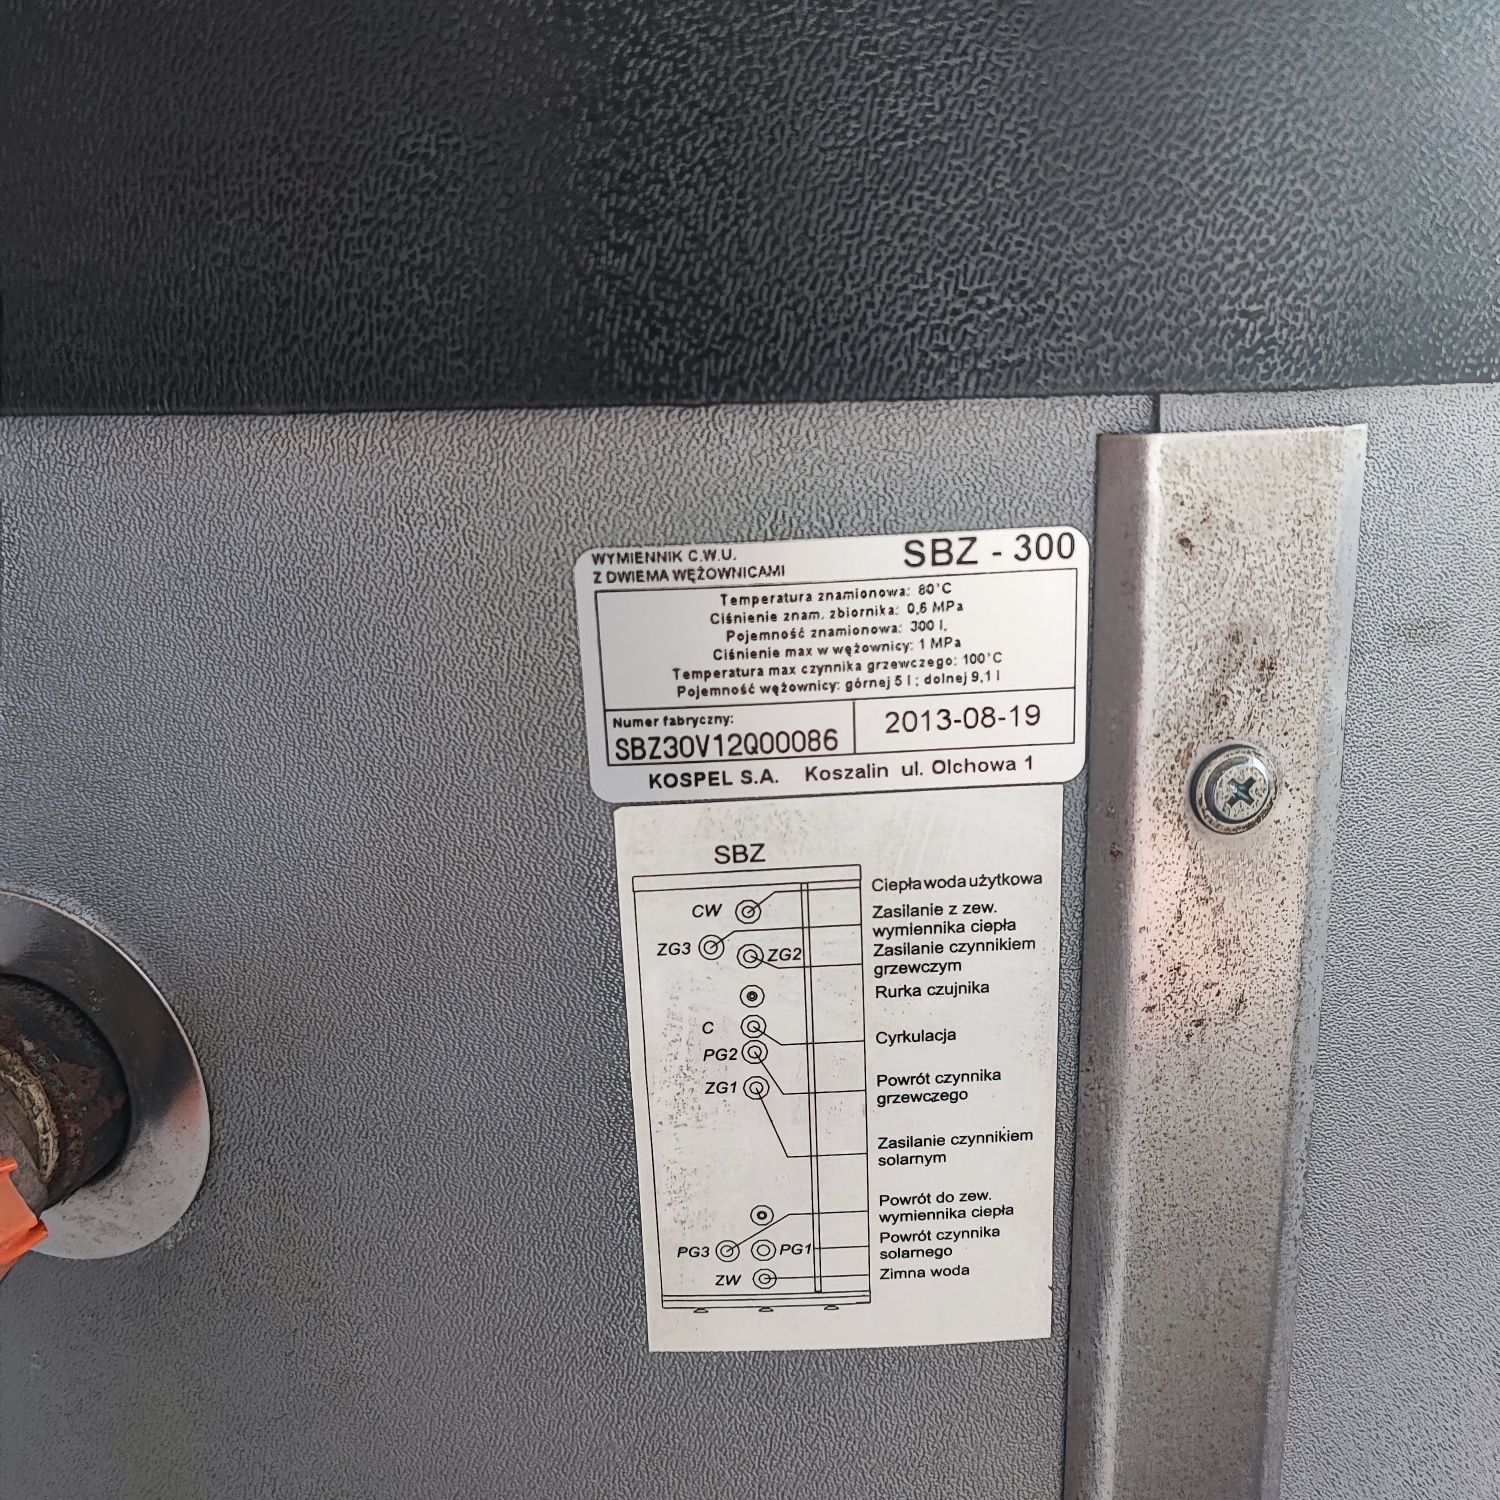 WYMIENNIK C.W.U.
Z DWIEMA WĘŻOWNICAMI
SBZ - 300
Temperatura znamionowa: 80°C
Ciśnienie znam. zbiornika: 0,6 MPa
Pojemność znamionowa: 300 l.
Ciśnienie max w wężownicy: 1 MPa
Temperatura max czynnika grzewczego: 100°C
Pojemność wężownicy: górnej 5 l ; dolnej 9,1 l
Numer fabryczny:
SBZ30V12Q00086
2013-08-19
KOSPEL S.A. Koszalin ul. Olchowa 1
SBZ
CW
Ciepła woda użytkowa
ZG3
Zasilanie z zew.
wymiennika ciepła
ZG2
Zasilanie czynnikiem
grzewczym
Rurka czujnika
C
Cyrkulacja
PG2
Powrót czynnika
grzewczego
ZG1
Zasilanie czynnikiem
solarnym
PG3
Powrót do zew.
wymiennika ciepła
PG1
Powrót czynnika
solarnego
ZW
Zimna woda